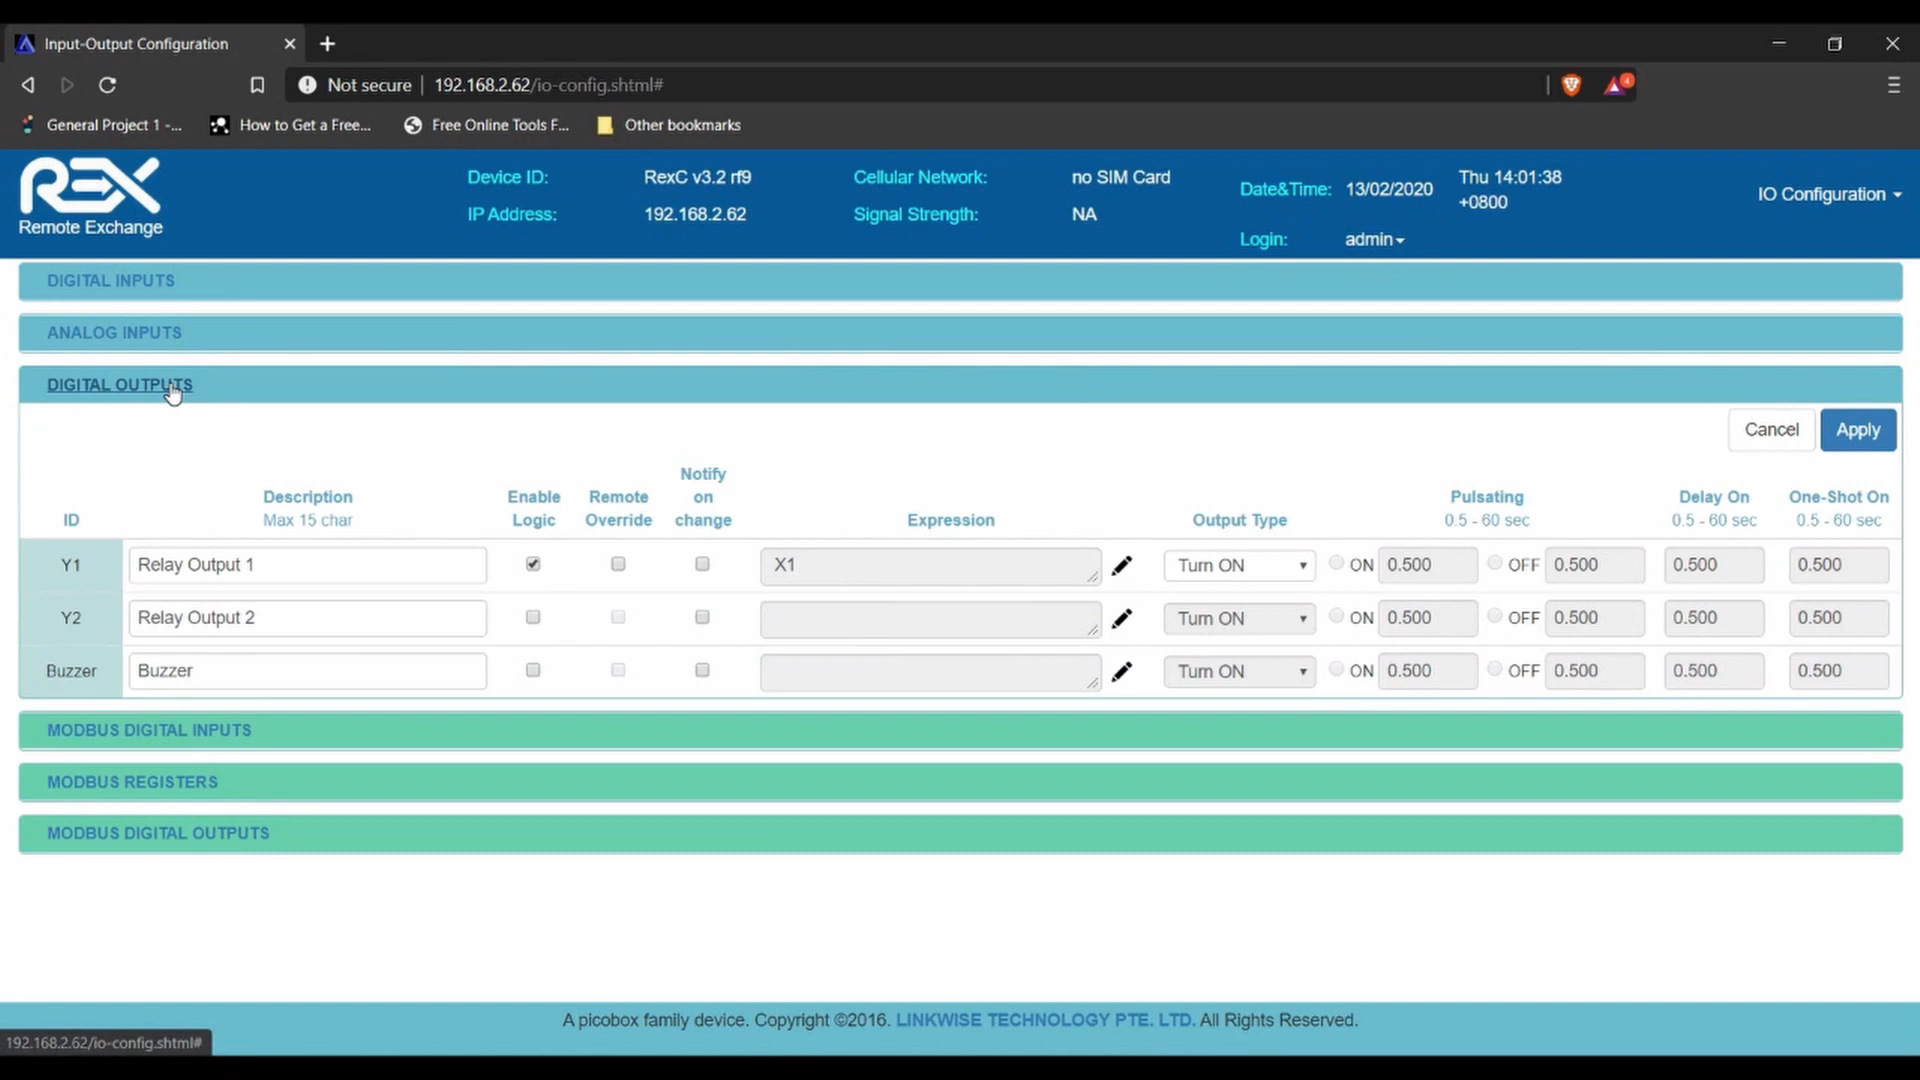 Input-Output Configuration
Not secure 192.168.2.62/io-config.shtml# 4
General Project 1 -... How to Get a Free... Free Online Tools F... Other bookmarks
REX
Remote Exchange
Device ID: RexC v3.2 rf9
IP Address: 192.168.2.62
Cellular Network: no SIM Card
Signal Strength: NA
Date&Time: 13/02/2020 Thu 14:01:38
+0800
Login: admin
IO Configuration
DIGITAL INPUTS
ANALOG INPUTS
DIGITAL OUTPUTS
Cancel Apply
ID
Description
Max 15 char
Enable
Logic
Remote
Override
Notify
on
change
Expression
Output Type
Pulsating
0.5 - 60 sec
Delay On
0.5 - 60 sec
One-Shot On
0.5 - 60 sec
Y1 Relay Output 1 X1 Turn ON ON 0.500 OFF 0.500 0.500 0.500
Y2 Relay Output 2 Turn ON ON 0.500 OFF 0.500 0.500 0.500
Buzzer Buzzer Turn ON ON 0.500 OFF 0.500 0.500 0.500
MODBUS DIGITAL INPUTS
MODBUS REGISTERS
MODBUS DIGITAL OUTPUTS
A picobox family device. Copyright ©2016. LINKWISE TECHNOLOGY PTE. LTD. All Rights Reserved.
192.168.2.62/io-config.shtml#